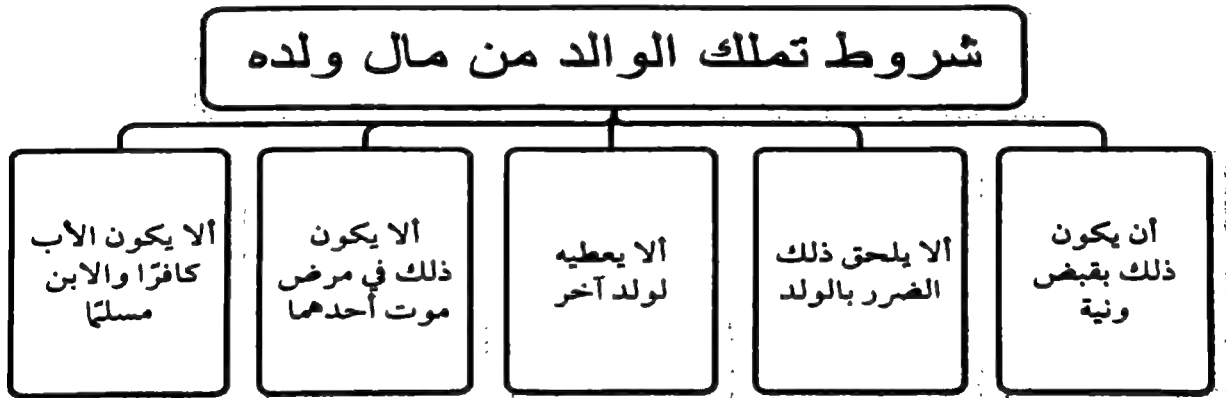 شروط تملك الوالد من مال ولده
أن يكون
ذلك بقبض
ونية
ألا يلحق ذلك
الضرر بالولد
ألا يعطيه
لولد آخر
ألا يكون
ذلك في مرض
موت أحدهما
ألا يكون الأب
كافرًا والابن
مسلمًا